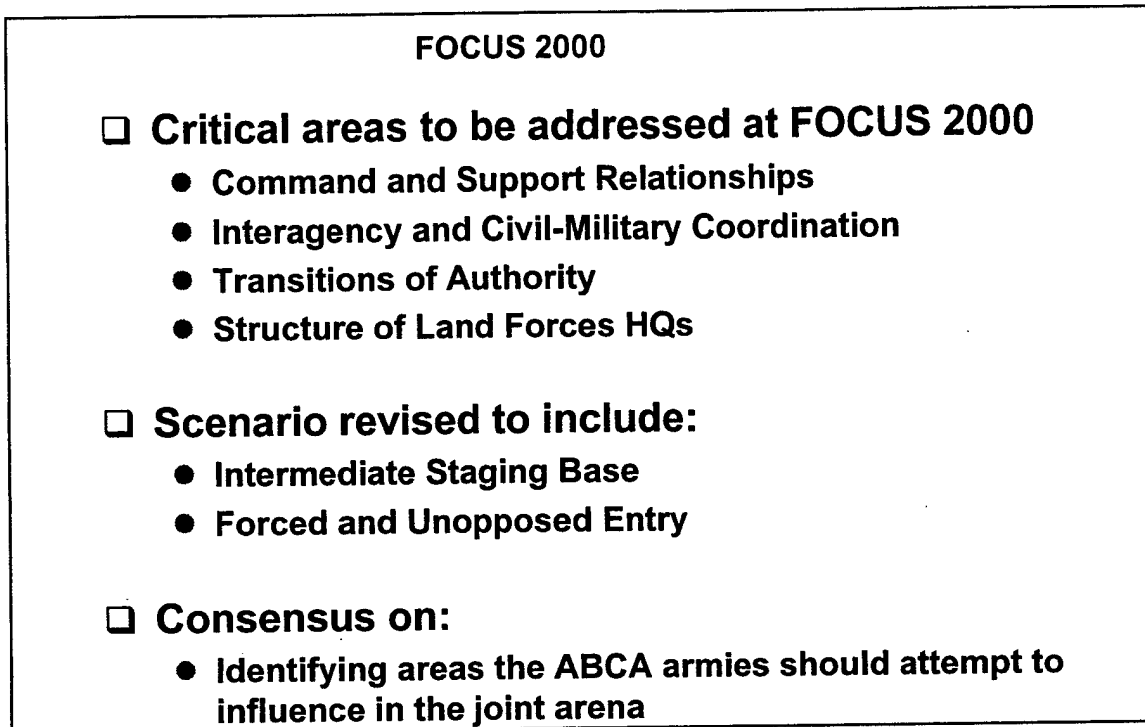 FOCUS 2000
❑ Critical areas to be addressed at FOCUS 2000
● Command and Support Relationships
● Interagency and Civil-Military Coordination
● Transitions of Authority
● Structure of Land Forces HQs
❑ Scenario revised to include:
● Intermediate Staging Base
● Forced and Unopposed Entry
❑ Consensus on:
● Identifying areas the ABCA armies should attempt to
influence in the joint arena